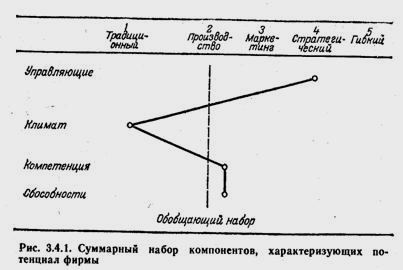 1 2 3 4 5
Традици- Производ- Марке- Стратеги- Гибкий
онный ство тинг ческий
Управляющие
Климат
Компетенция
Способности
Обобщающий набор
Рис. 3.4.1. Суммарный набор компонентов, характеризующих по-
тенциал фирмы